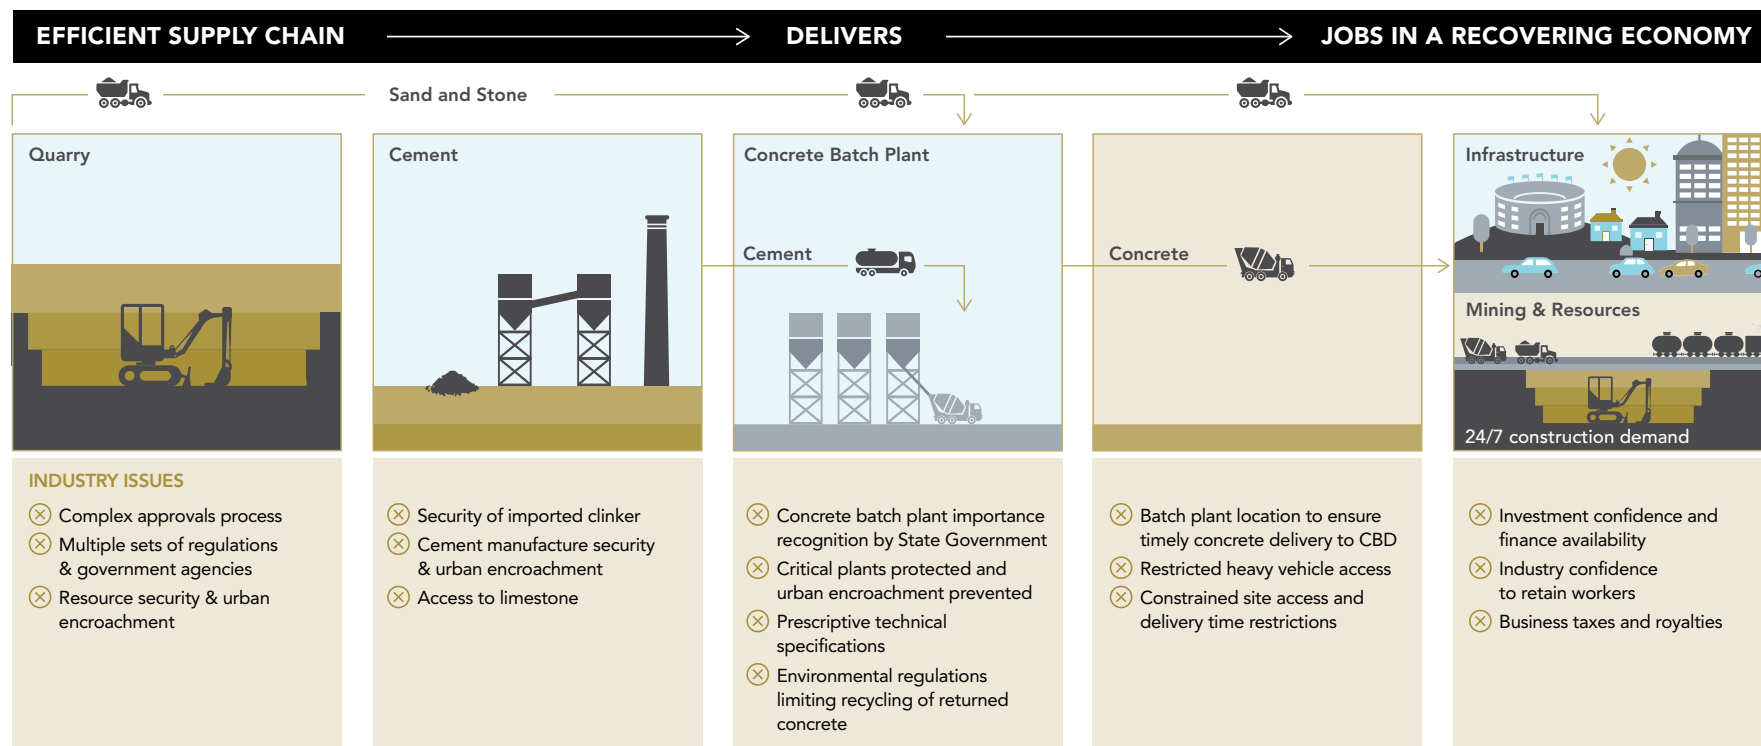 EFFICIENT SUPPLY CHAIN
DELIVERS
JOBS IN A RECOVERING ECONOMY
Sand and Stone
Quarry
Cement
Concrete Batch Plant
Cement
Concrete
Infrastructure
Mining & Resources
24/7 construction demand
INDUSTRY ISSUES
Complex approvals process
Multiple sets of regulations
& government agencies
Resource security & urban
encroachment
Security of imported clinker
Cement manufacture security
& urban encroachment
Access to limestone
Concrete batch plant importance
recognition by State Government
Critical plants protected and
urban encroachment prevented
Prescriptive technical
specifications
Environmental regulations
limiting recycling of returned
concrete
Batch plant location to ensure
timely concrete delivery to CBD
Restricted heavy vehicle access
Constrained site access and
delivery time restrictions
Investment confidence and
finance availability
Industry confidence
to retain workers
Business taxes and royalties